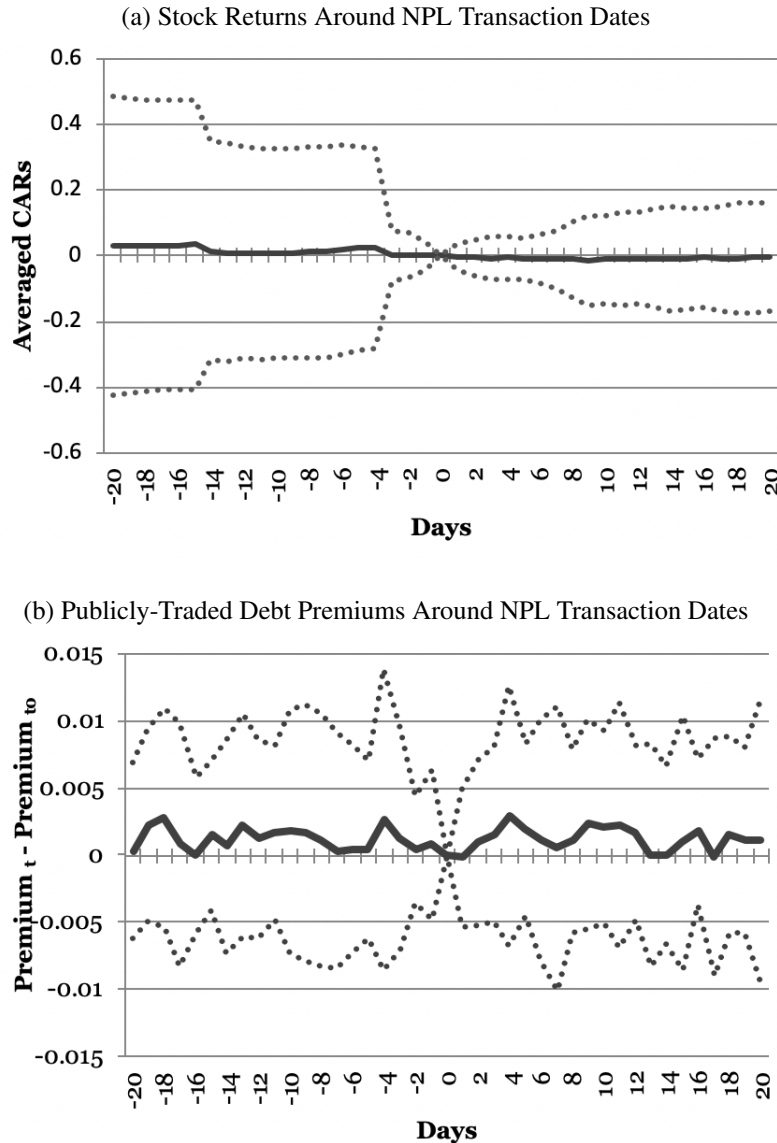 (a) Stock Returns Around NPL Transaction Dates
0.6
0.4
0.2
0
-0.2
-0.4
-0.6
Averaged CARs
-20 -18 -16 -14 -12 -10 -8 -6 -4 -2 0 2 4 6 8 10 12 14 16 18 20
Days
(b) Publicly-Traded Debt Premiums Around NPL Transaction Dates
0.015
0.01
0.005
0
-0.005
-0.01
-0.015
Premium t - Premium t0
-20 -18 -16 -14 -12 -10 -8 -6 -4 -2 0 2 4 6 8 10 12 14 16 18 20
Days